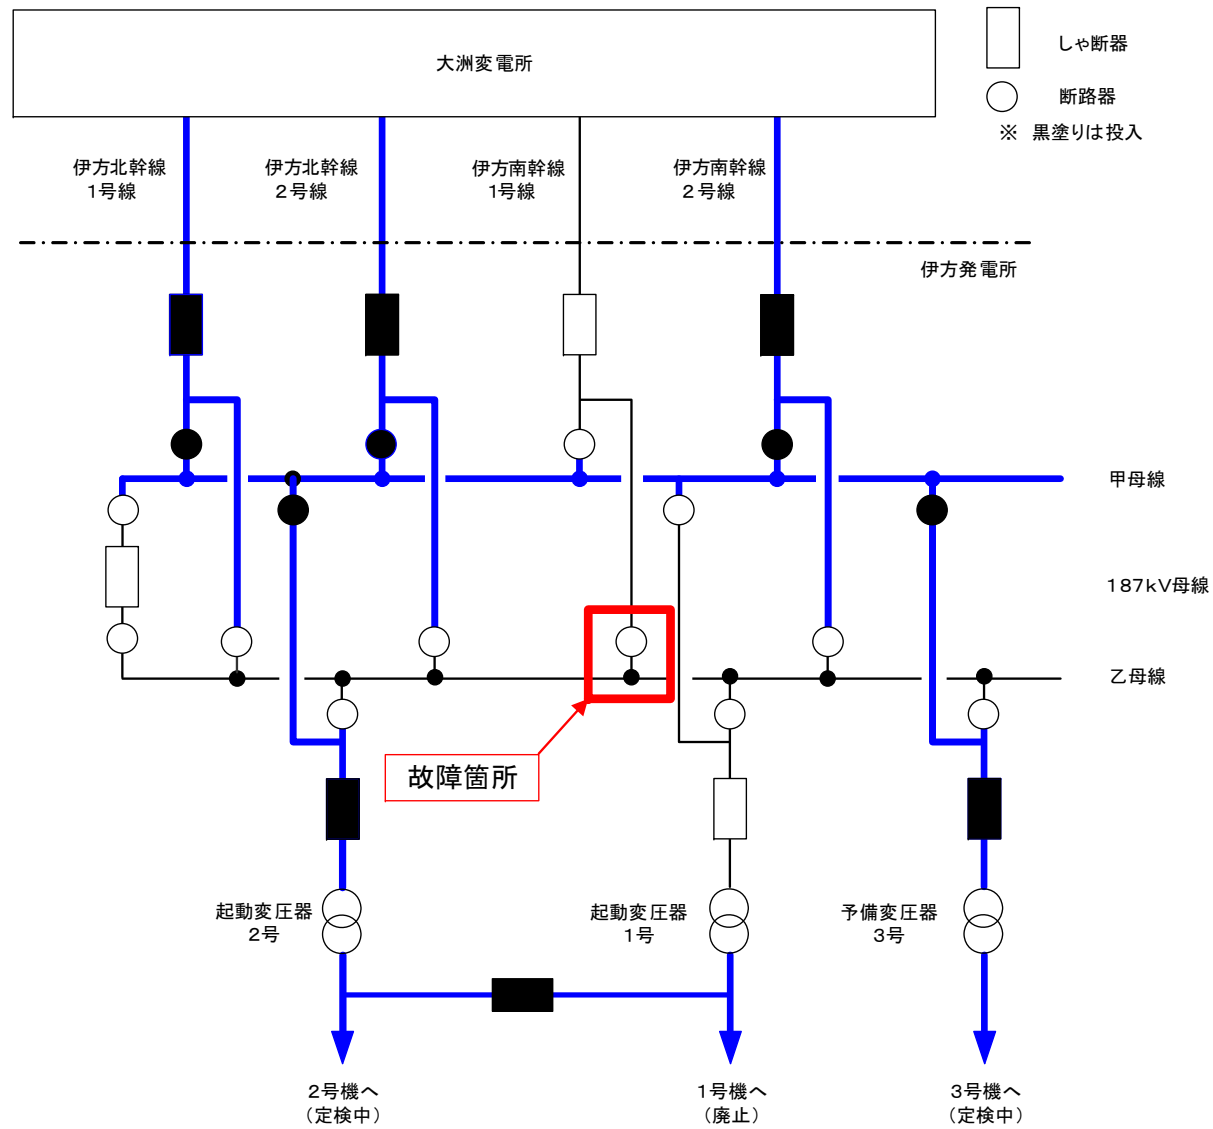 大洲変電所
しゃ断器
断路器
※ 黒塗りは投入
伊方北幹線
1号線
伊方北幹線
2号線
伊方南幹線
1号線
伊方南幹線
2号線
伊方発電所
甲母線
187kV母線
乙母線
故障箇所
起動変圧器
2号
起動変圧器
1号
予備変圧器
3号
2号機へ
(定検中)
1号機へ
(廃止)
3号機へ
(定検中)